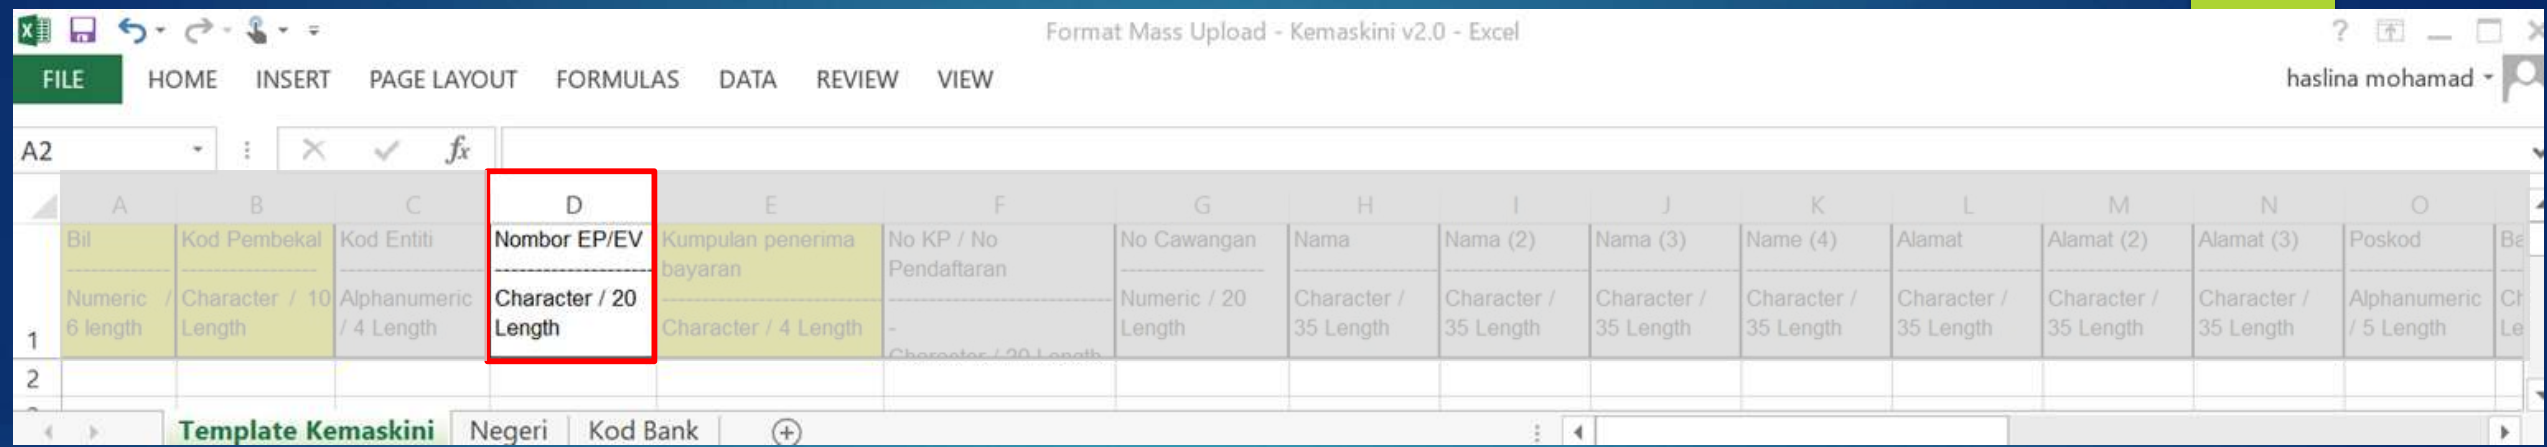 Format Mass Upload - Kemaskini v2.0 - Excel
FILE HOME INSERT PAGE LAYOUT FORMULAS DATA REVIEW VIEW haslina mohamad
A2 fx
A B C D E F G H I J K L M N O
Bil Kod Pembekal Kod Entiti Nombor EP/EV Kumpulan penerima No KP / No No Cawangan Nama Nama (2) Nama (3) Name (4) Alamat Alamat (2) Alamat (3) Poskod
bayaran Pendaftaran
Numeric / Character / 10 Alphanumeric Character / 20 Numeric / 20 Character / Character / Character / Character / Character / Character / Character / Alphanumeric
1 6 length Length / 4 Length Length Character / 4 Length - Length 35 Length 35 Length 35 Length 35 Length 35 Length 35 Length 35 Length / 5 Length
Character / 20 Length
2
Template Kemaskini Negeri Kod Bank